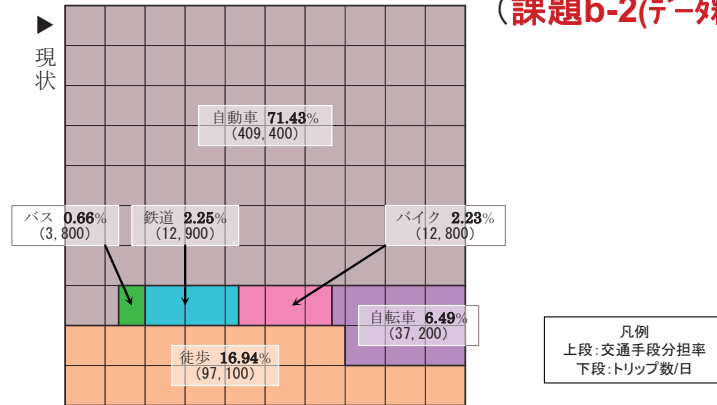 （課題b-2(データ
▶
現状
自動車 71.43%
(409,400)
バス 0.66%
(3,800)
鉄道 2.25%
(12,900)
バイク 2.23%
(12,800)
自転車 6.49%
(37,200)
徒歩 16.94%
(97,100)
凡例
上段:交通手段分担率
下段:トリップ数/日